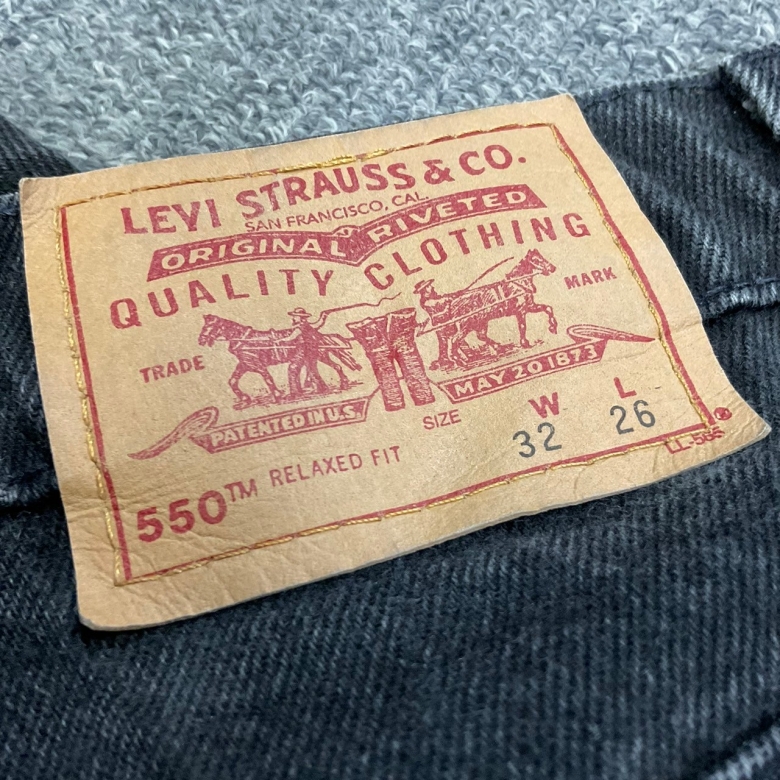 LEVI STRAUSS & CO.
SAN FRANCISCO, CAL.
ORIGINAL RIVETED
QUALITY CLOTHING
TRADE MARK
PATENTED IN U.S. MAY 20 1873
SIZE W L
32 26
550™ RELAXED FIT
®